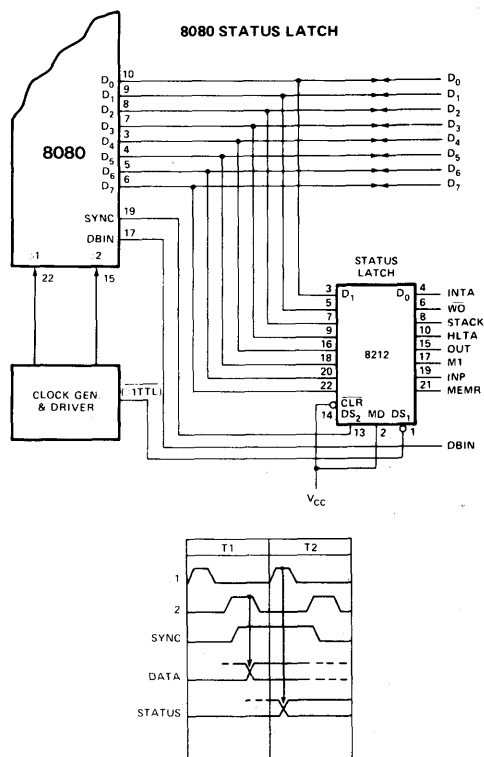 8080 STATUS LATCH
8080
D0 10 D0
D1 9 D1
D2 8 D2
D3 7 D3
D4 3 D4
D5 4 D5
D6 5 D6
D7 6 D7
SYNC 19
DBIN 17
1 2
22 15
CLOCK GEN.
& DRIVER
(1TTL)
STATUS
LATCH
8212
3 D1 D0 4 INTA
5 6 WO
7 8 STACK
9 10 HLTA
16 15 OUT
18 17 M1
20 19 INP
22 21 MEMR
CLR
14 DS2 MD DS1
13 2 1
DBIN
VCC
T1 T2
1
2
SYNC
DATA
STATUS